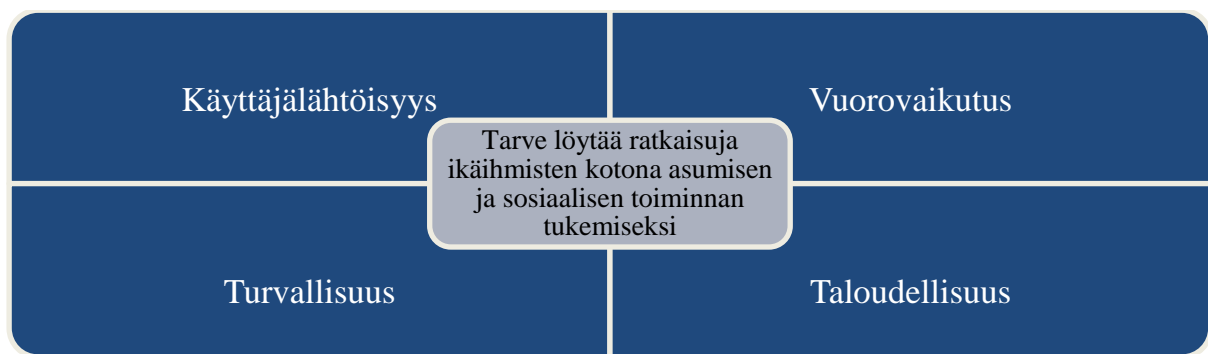 Käyttäjälähtöisyys
Vuorovaikutus
Tarve löytää ratkaisuja
ikäihmisten kotona asumisen
ja sosiaalisen toiminnan
tukemiseksi
Turvallisuus
Taloudellisuus